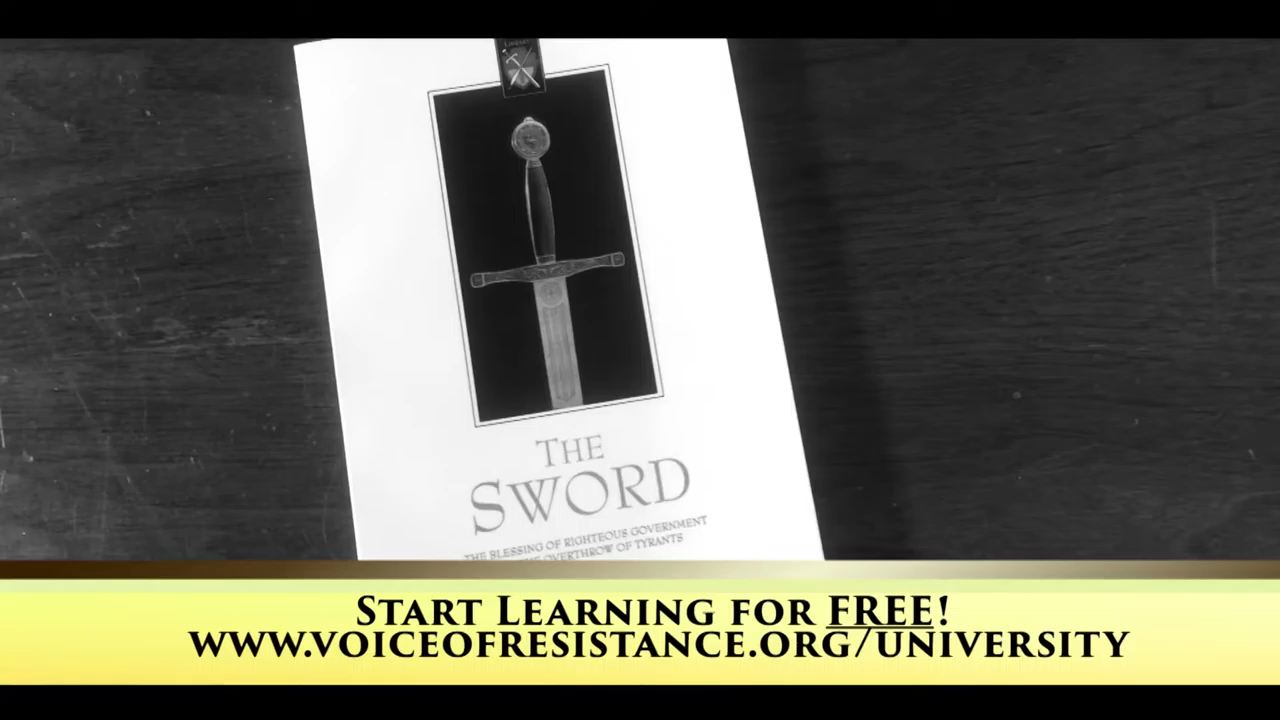 THE
SWORD
THE BLESSING OF RIGHTEOUS GOVERNMENT
OVERTHROW OF TYRANTS
START LEARNING FOR FREE!
WWW.VOICEOFRESISTANCE.ORG/UNIVERSITY